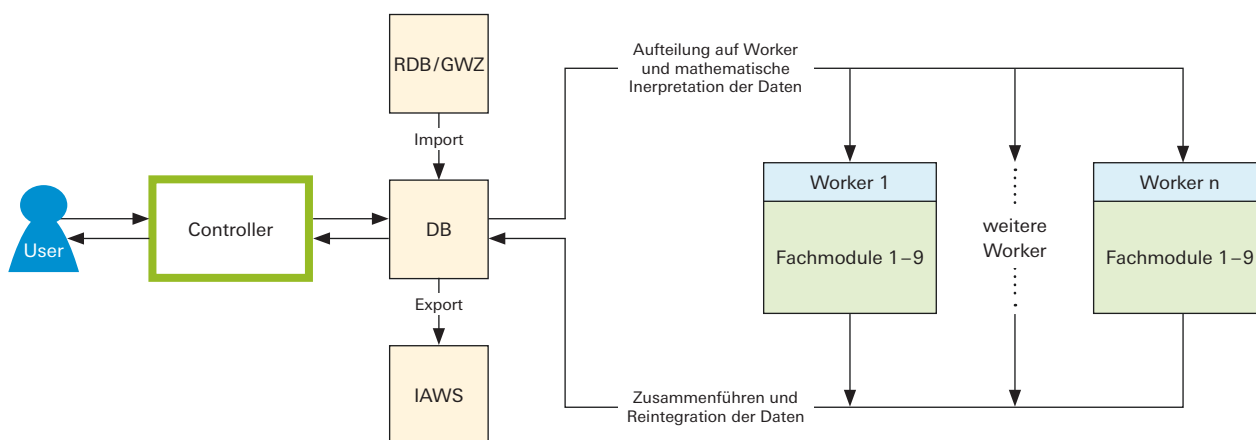 RDB/GWZ
Import
User
Controller
DB
Export
IAWS
Aufteilung auf Worker
und mathematische
Inerpretation der Daten
Worker 1
Fachmodule 1–9
weitere
Worker
Worker n
Fachmodule 1–9
Zusammenführen und
Reintegration der Daten